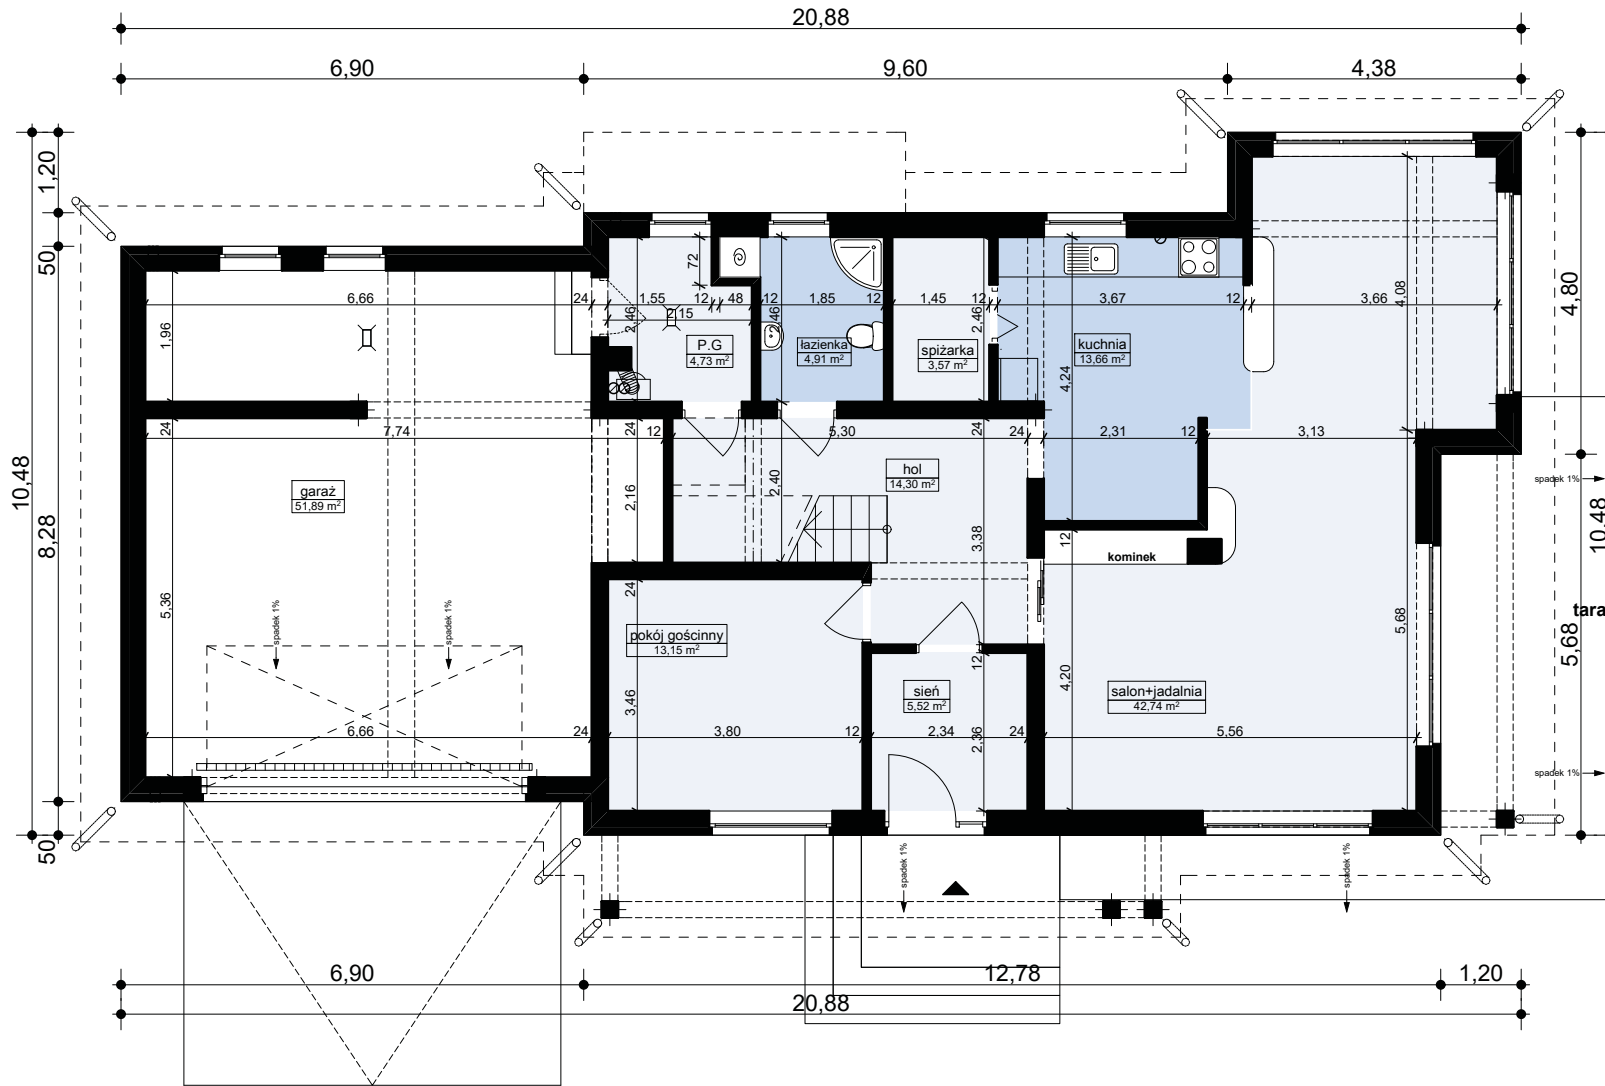 20,88
6,90
9,60
4,38
1,20
50
10,48
8,28
50
4,80
10,48
5,68
6,66
24
1,55
12
48
12
1,85
12
1,45
12
3,67
12
3,66
72
2,15
2,46
2,46
2,46
4,08
1,96
P.G
4,73 m²
łazienka
4,91 m²
spiżarka
3,57 m²
kuchnia
13,66 m²
4,24
24
7,74
12
24
5,30
24
24
2,31
12
3,13
garaż
51,89 m²
hol
14,30 m²
2,16
2,40
3,38
spadek 1%
12
kominek
5,36
spadek 1%
spadek 1%
24
pokój gościnny
13,15 m²
12
5,68
tara
3,46
sień
5,52 m²
4,20
salon+jadalnia
42,74 m²
6,66
24
3,80
12
2,34
2,36
24
5,56
spadek 1%
spadek 1%
spadek 1%
6,90
12,78
1,20
20,88